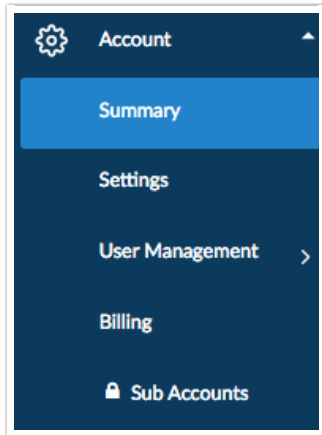 Account
Summary
Settings
User Management
Billing
Sub Accounts